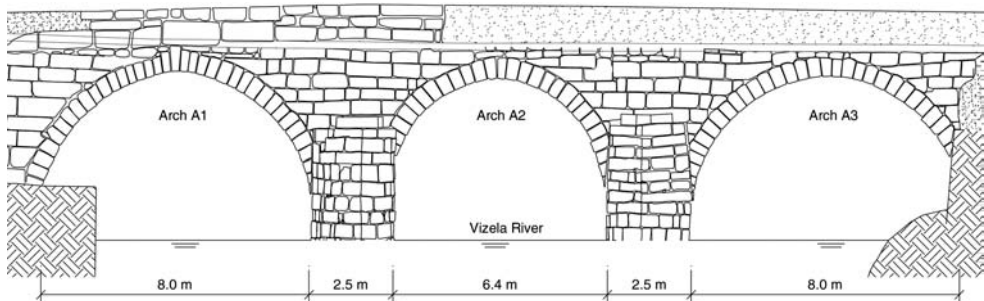 Arch A1
Arch A2
Arch A3
Vizela River
8.0 m
2.5 m
6.4 m
2.5 m
8.0 m